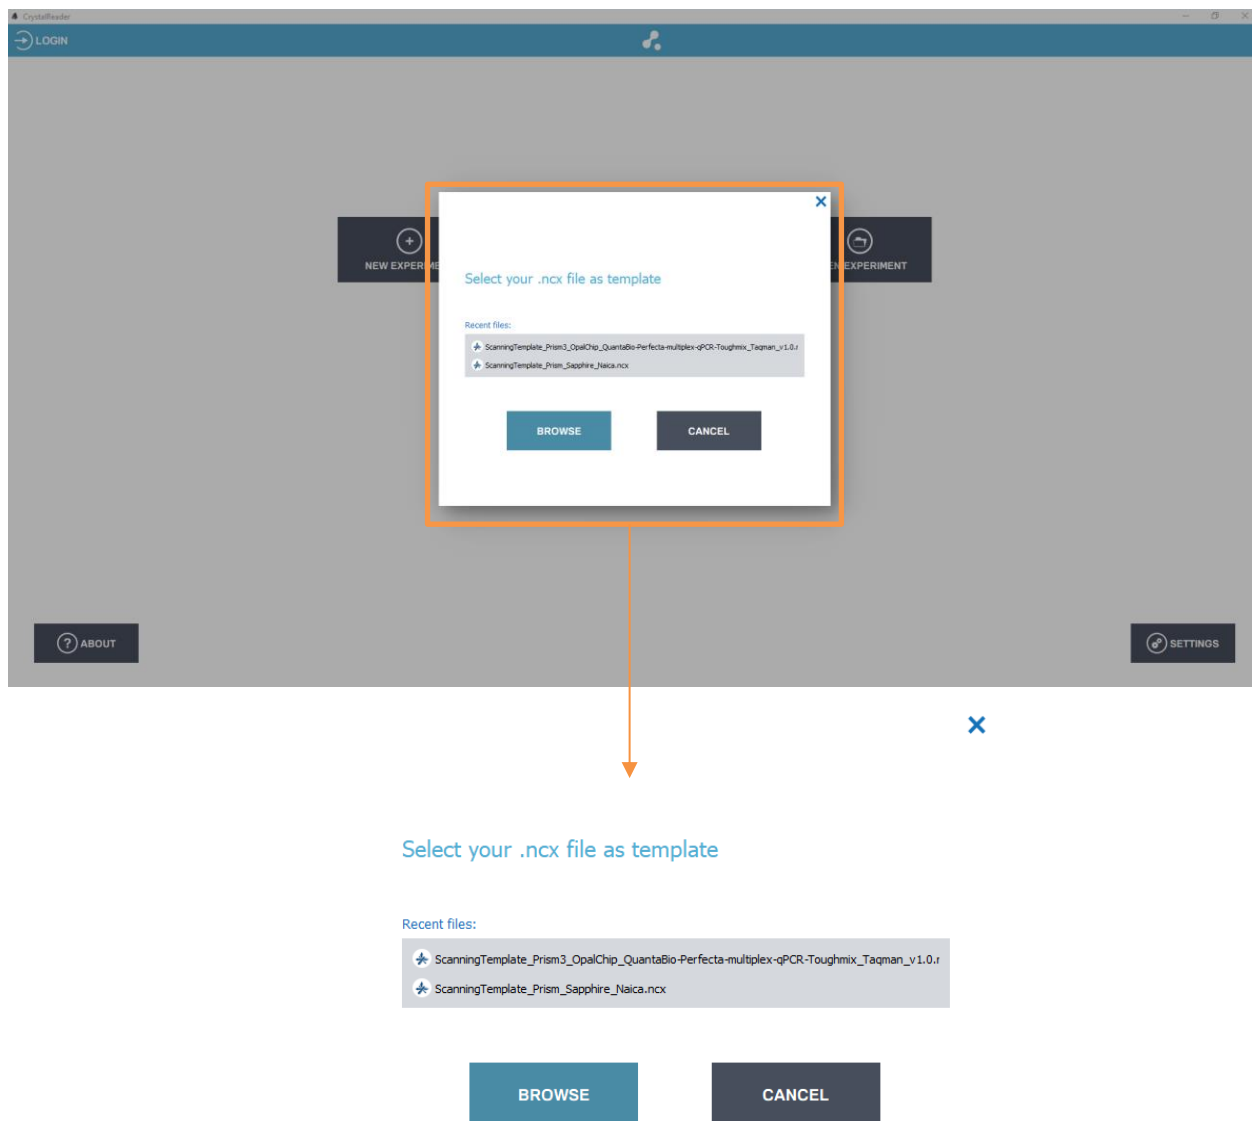 CrystalReader
LOGIN
NEW EXPERIME
EN EXPERIMENT
Select your .ncx file as template
Recent files:
ScanningTemplate_Prism3_OpalChip_QuantaBio-Perfecta-multiplex-qPCR-Toughmix_Taqman_v1.0.r
ScanningTemplate_Prism_Sapphire_Naica.ncx
BROWSE CANCEL
ABOUT
SETTINGS
Select your .ncx file as template
Recent files:
ScanningTemplate_Prism3_OpalChip_QuantaBio-Perfecta-multiplex-qPCR-Toughmix_Taqman_v1.0.r
ScanningTemplate_Prism_Sapphire_Naica.ncx
BROWSE CANCEL